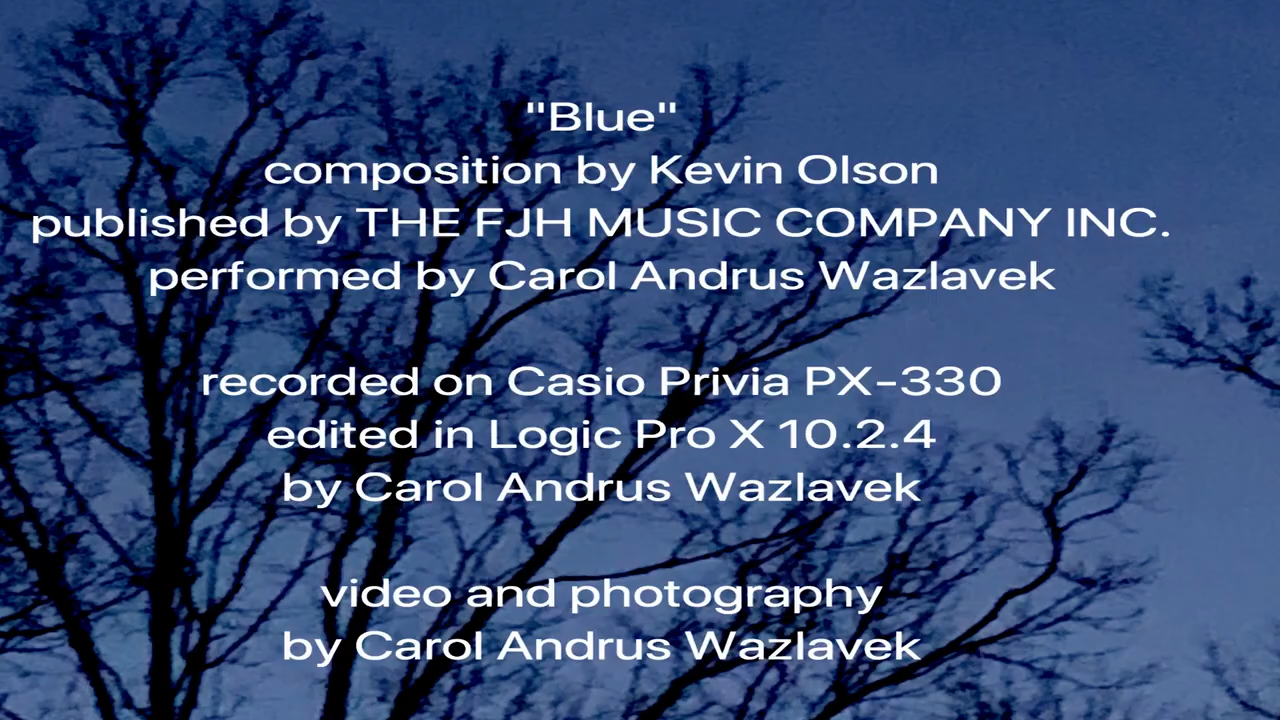 "Blue"
composition by Kevin Olson
published by THE FJH MUSIC COMPANY INC.
performed by Carol Andrus Wazlavek
recorded on Casio Privia PX-330
edited in Logic Pro X 10.2.4
by Carol Andrus Wazlavek
video and photography
by Carol Andrus Wazlavek